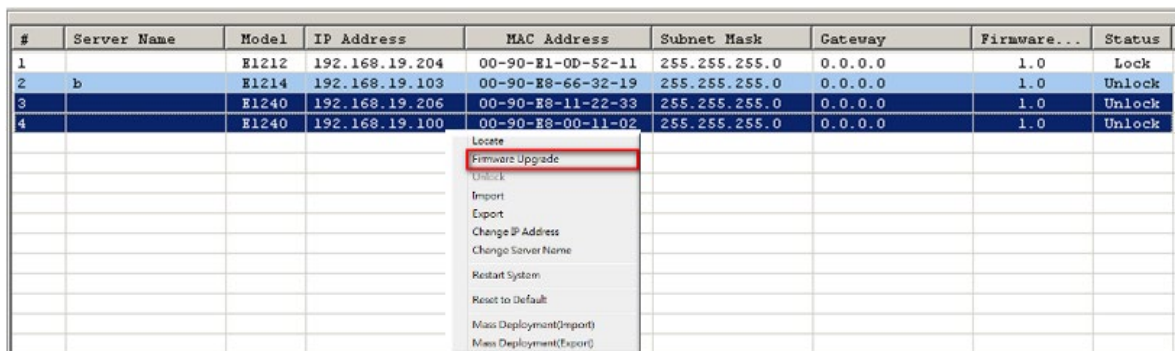 # Server Name Model IP Address MAC Address Subnet Mask Gateway Firmware... Status
1 E1212 192.168.19.204 00-90-E1-0D-52-11 255.255.255.0 0.0.0.0 1.0 Lock
2 b E1214 192.168.19.103 00-90-E8-66-32-19 255.255.255.0 0.0.0.0 1.0 Unlock
3 E1240 192.168.19.206 00-90-E8-11-22-33 255.255.255.0 0.0.0.0 1.0 Unlock
4 E1240 192.168.19.100 00-90-E8-00-11-02 255.255.255.0 0.0.0.0 1.0 Unlock
Locate
Firmware Upgrade
Unlock
Import
Export
Change IP Address
Change Server Name
Restart System
Reset to Default
Mass Deployment(Import)
Mass Deployment(Export)